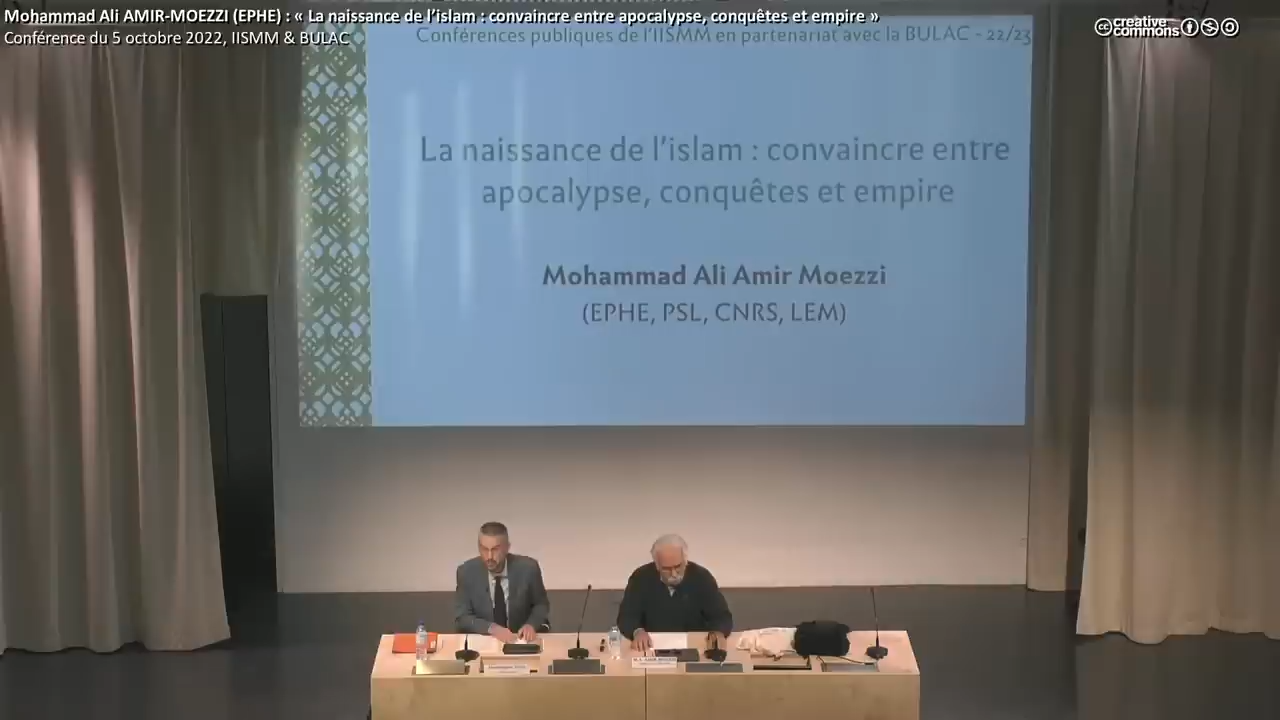 Mohammad Ali AMIR-MOEZZI (EPHE) : « La naissance de l'islam : convaincre entre apocalypse, conquêtes et empire »
Conférence du 5 octobre 2022, IISMM & BULAC
creative commons
Conférences publiques de l'IISMM en partenariat avec la BULAC - 22/23
La naissance de l'islam : convaincre entre
apocalypse, conquêtes et empire
Mohammad Ali Amir Moezzi
(EPHE, PSL, CNRS, LEM)